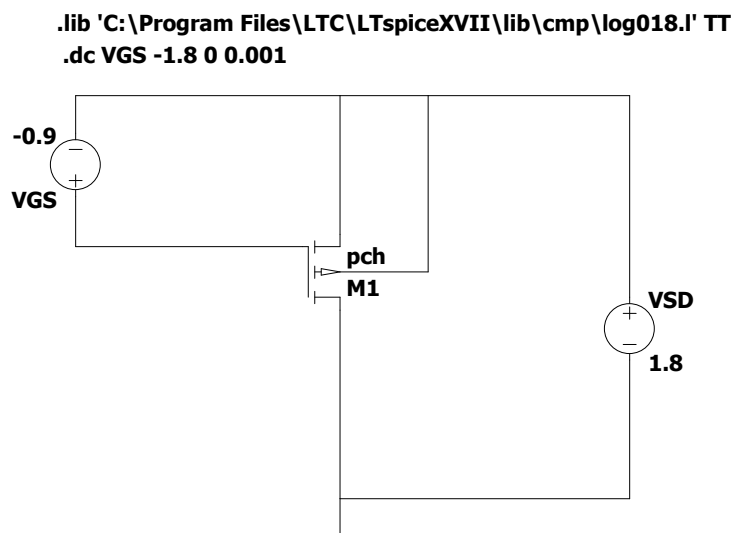 .lib 'C:\Program Files\LTC\LTspiceXVII\lib\cmp\log018.l' TT
.dc VGS -1.8 0 0.001
-0.9
VGS
pch
M1
VSD
1.8